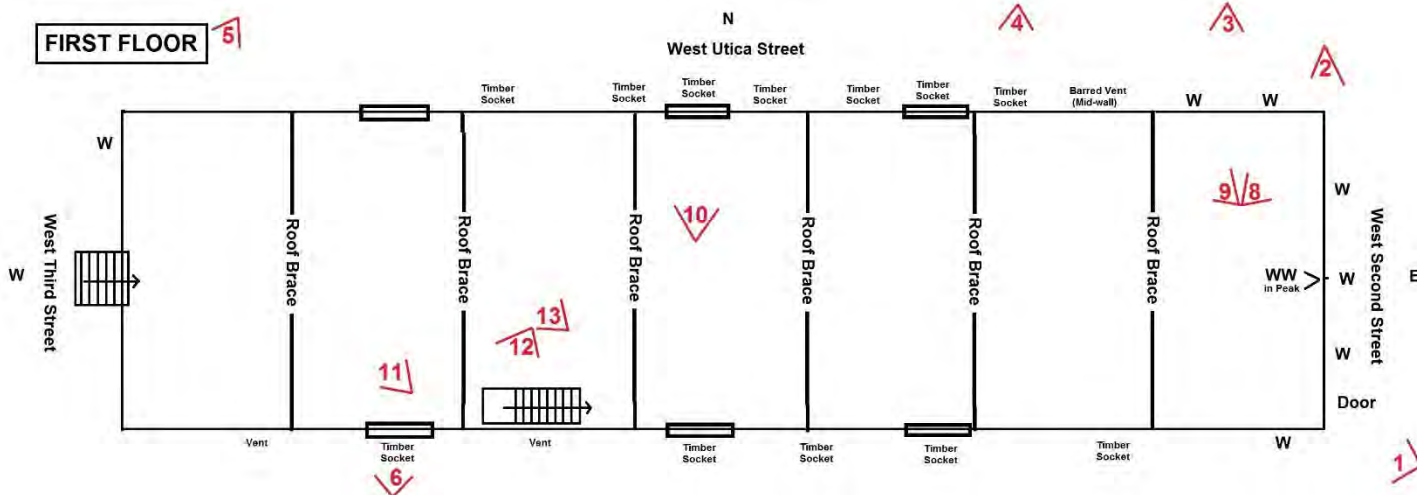 FIRST FLOOR
5
N
West Utica Street
4
3
2
Timber
Socket
Timber
Socket
Timber
Socket
Timber
Socket
Timber
Socket
Timber
Socket
Timber
Socket
Barred Vent
(Mid-wall)
W
W
W
W
9
8
10
West Third Street
W
Roof Brace
Roof Brace
Roof Brace
Roof Brace
Roof Brace
Roof Brace
WW
in Peak
W
West Second Street
E
13
12
11
W
Door
Vent
Timber
Socket
Vent
Timber
Socket
Timber
Socket
Timber
Socket
Timber
Socket
W
6
1